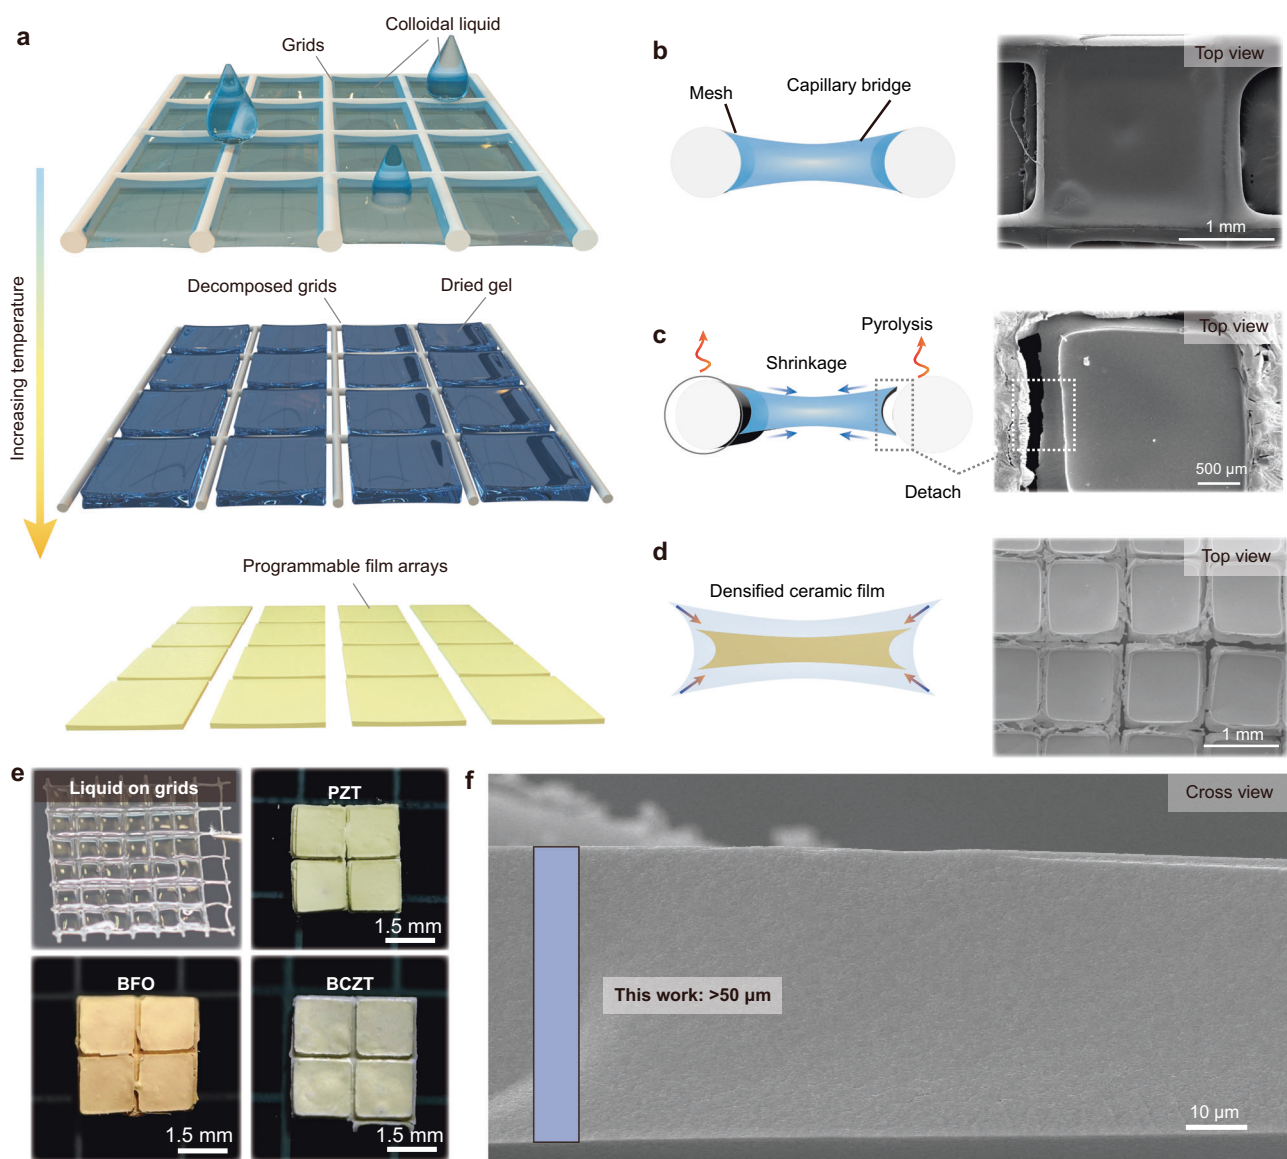 a
Colloidal liquid
Grids
Increasing temperature
Decomposed grids
Dried gel
Programmable film arrays
b
Mesh
Capillary bridge
Top view
1 mm
c
Pyrolysis
Shrinkage
Detach
Top view
500 µm
d
Densified ceramic film
Top view
1 mm
e
Liquid on grids
PZT
1.5 mm
BFO
1.5 mm
BCZT
1.5 mm
f
Cross view
This work: >50 µm
10 µm